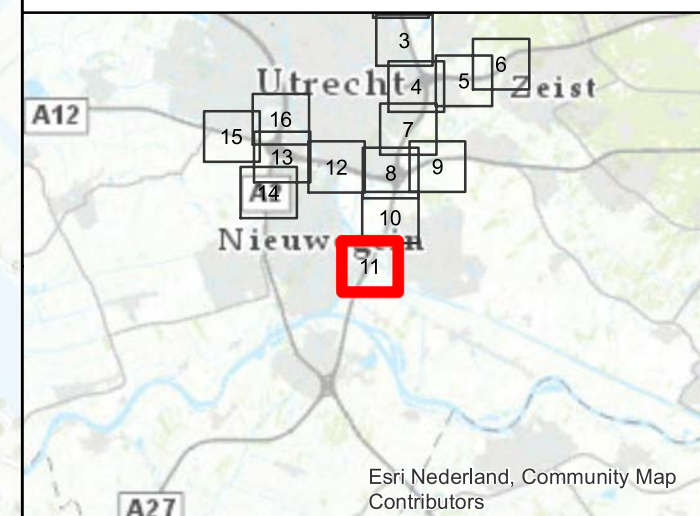 3
6
Utrecht
4
5
Zeist
A12
16
7
15
13
12
8
9
A2
14
10
Nieuwegein
11
Esri Nederland, Community Map
Contributors
A27